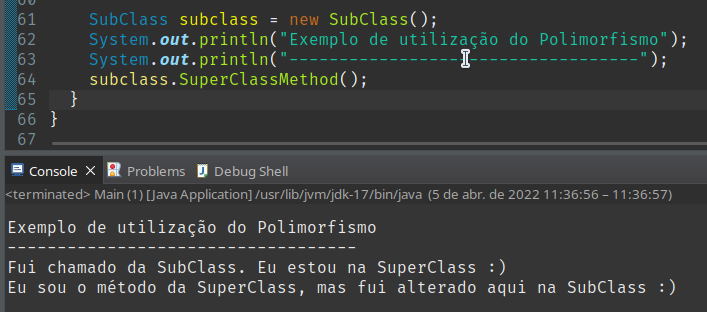 61 SubClass subclass = new SubClass();
62 System.out.println("Exemplo de utilização do Polimorfismo");
63 System.out.println("-----------------------------------");
64 subclass.SuperClassMethod();
65 }
66 }
67
Console Problems Debug Shell
<terminated> Main (1) [Java Application] /usr/lib/jvm/jdk-17/bin/java (5 de abr. de 2022 11:36:56 – 11:36:57)
Exemplo de utilização do Polimorfismo
-----------------------------------
Fui chamado da SubClass. Eu estou na SuperClass :)
Eu sou o método da SuperClass, mas fui alterado aqui na SubClass :)